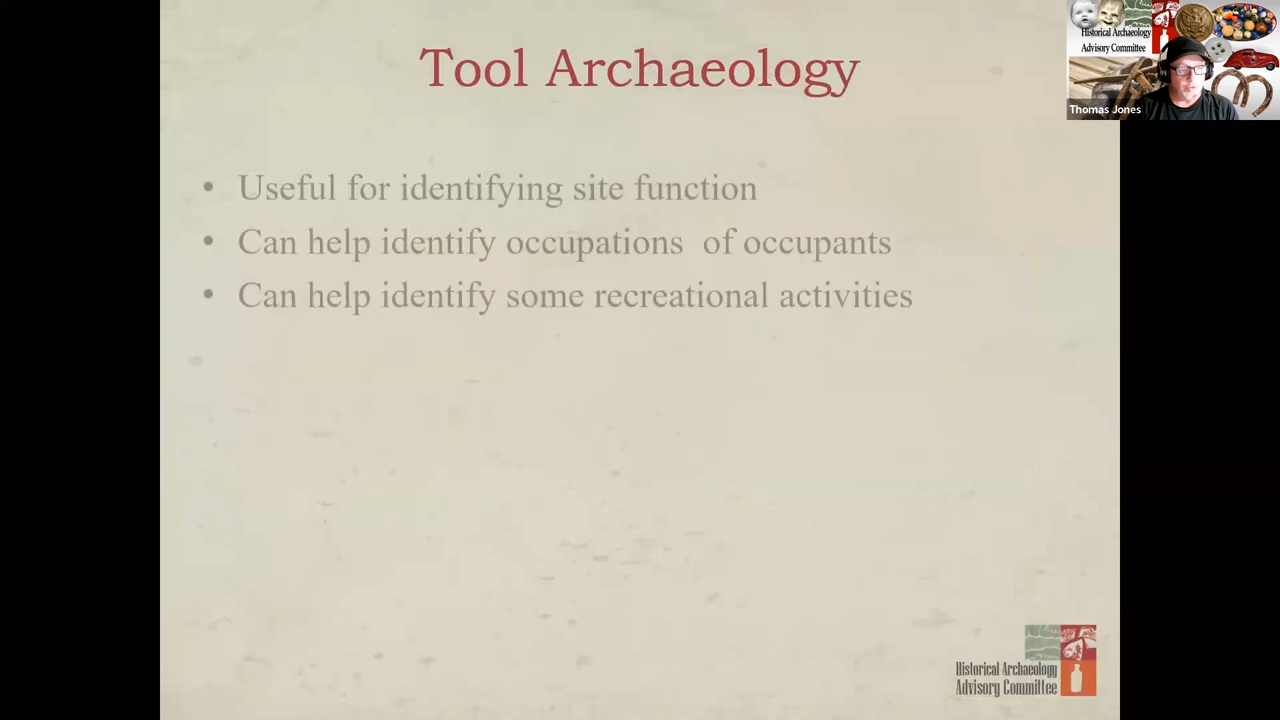 Tool Archaeology
• Useful for identifying site function
• Can help identify occupations  of occupants
• Can help identify some recreational activities
Historical Archaeology
Advisory Committee
Thomas Jones
Historical Archaeology
Advisory Committee